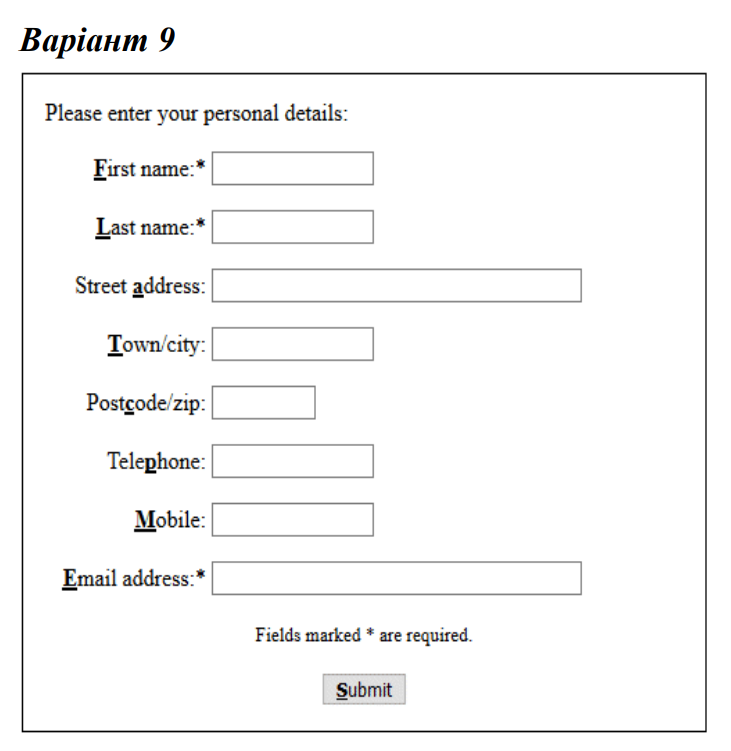 Варіант 9
Please enter your personal details:
First name:*
Last name:*
Street address:
Town/city:
Postcode/zip:
Telephone:
Mobile:
Email address:*
Fields marked * are required.
Submit